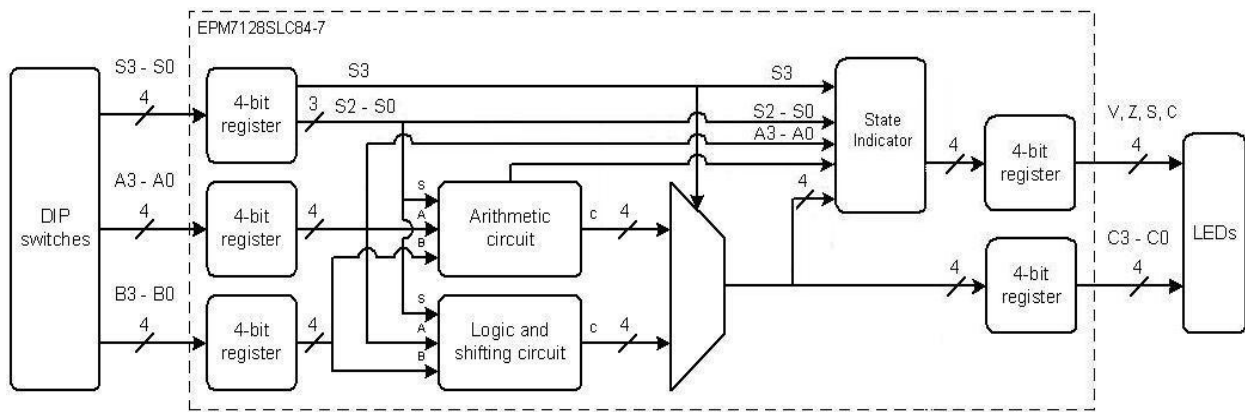 EPM7128SLC84-7
S3 - S0
4
4-bit
register
S3
S3
3
S2 - S0
S2 - S0
A3 - A0
State
Indicator
4
4-bit
register
V, Z, S, C
4
A3 - A0
4
4-bit
register
4
S
A
B
Arithmetic
circuit
c
4
4
DIP
switches
LEDs
B3 - B0
4
4-bit
register
4
S
A
B
Logic and
shifting circuit
c
4
4
4-bit
register
C3 - C0
4